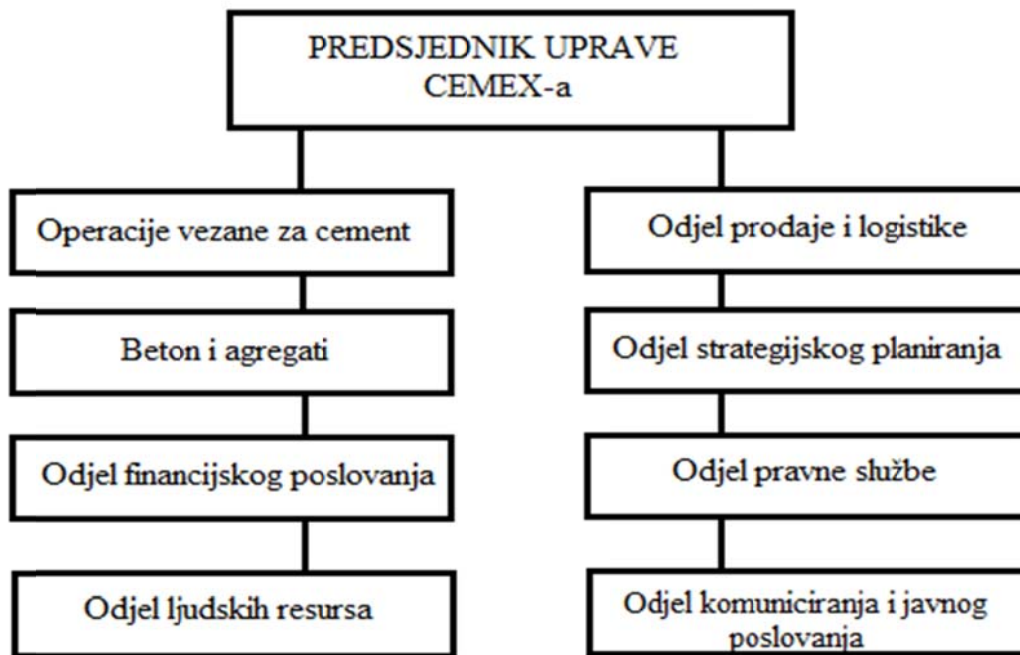 PREDSJEDNIK UPRAVE
CEMEX-a
Operacije vezane za cement
Odjel prodaje i logistike
Beton i agregati
Odjel strategijskog planiranja
Odjel financijskog poslovanja
Odjel pravne službe
Odjel ljudskih resursa
Odjel komuniciranja i javnog
poslovanja